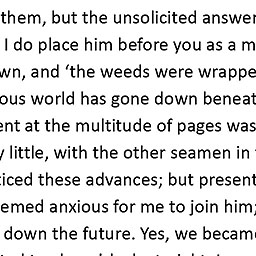 them, but the unsolicited answer
I do place him before you as a m
wn, and ‘the weeds were wrappe
ous world has gone down beneat
ent at the multitude of pages was
y little, with the other seamen in
ticed these advances; but present
emed anxious for me to join him;
down the future. Yes, we becam